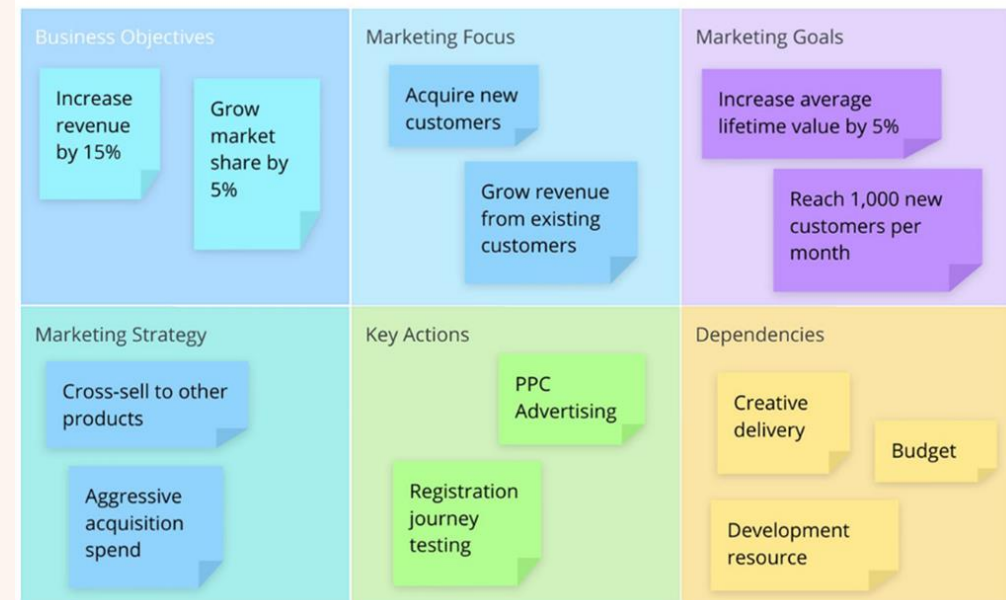 Business Objectives
Increase
revenue
by 15%
Grow
market
share by
5%
Marketing Focus
Acquire new
customers
Grow revenue
from existing
customers
Marketing Goals
Increase average
lifetime value by 5%
Reach 1,000 new
customers per
month
Marketing Strategy
Cross-sell to other
products
Aggressive
acquisition
spend
Key Actions
PPC
Advertising
Registration
journey
testing
Dependencies
Creative
delivery
Budget
Development
resource